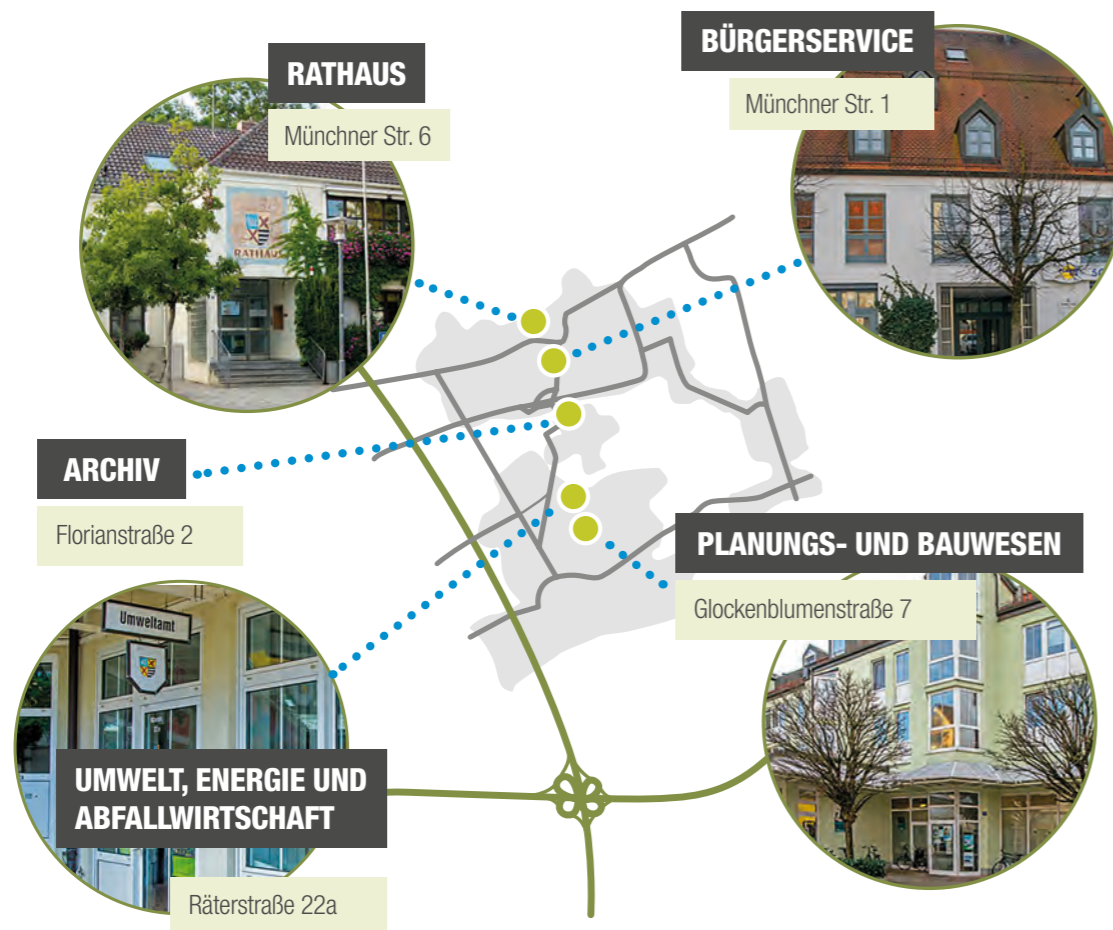 RATHAUS
Münchner Str. 6
RATHAUS
BÜRGERSERVICE
Münchner Str. 1
ARCHIV
Florianstraße 2
PLANUNGS- UND BAUWESEN
Glockenblumenstraße 7
Umweltamt
UMWELT, ENERGIE UND
ABFALLWIRTSCHAFT
Räterstraße 22a